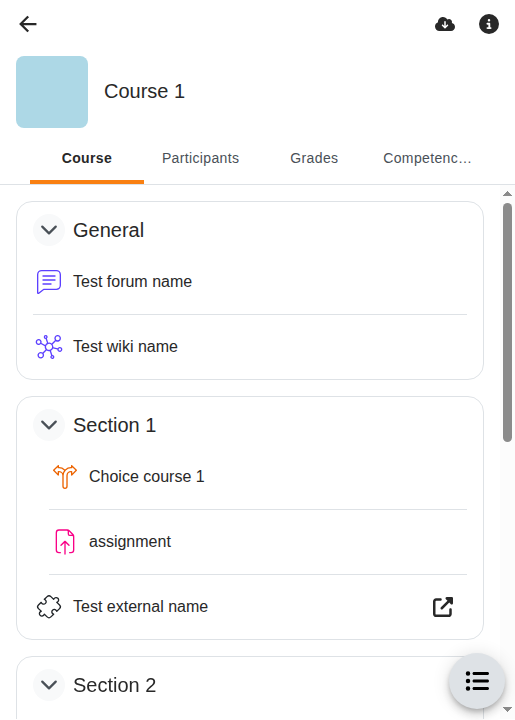 Course 1
Course
Participants
Grades
Competenc…
General
Test forum name
Test wiki name
Section 1
Choice course 1
assignment
Test external name
Section 2